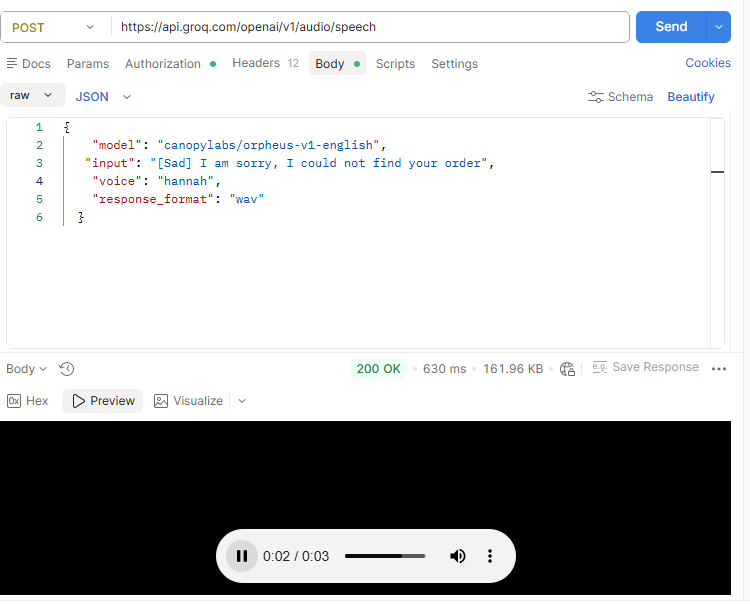 POST https://api.groq.com/openai/v1/audio/speech Send
Docs Params Authorization Headers 12 Body Scripts Settings Cookies
raw JSON Schema Beautify
1 {
2 "model": "canopylabs/orpheus-v1-english",
3 "input": "[Sad] I am sorry, I could not find your order",
4 "voice": "hannah",
5 "response_format": "wav"
6 }
Body 200 OK 630 ms 161.96 KB e.g. Save Response
0x Hex Preview Visualize
0:02 / 0:03